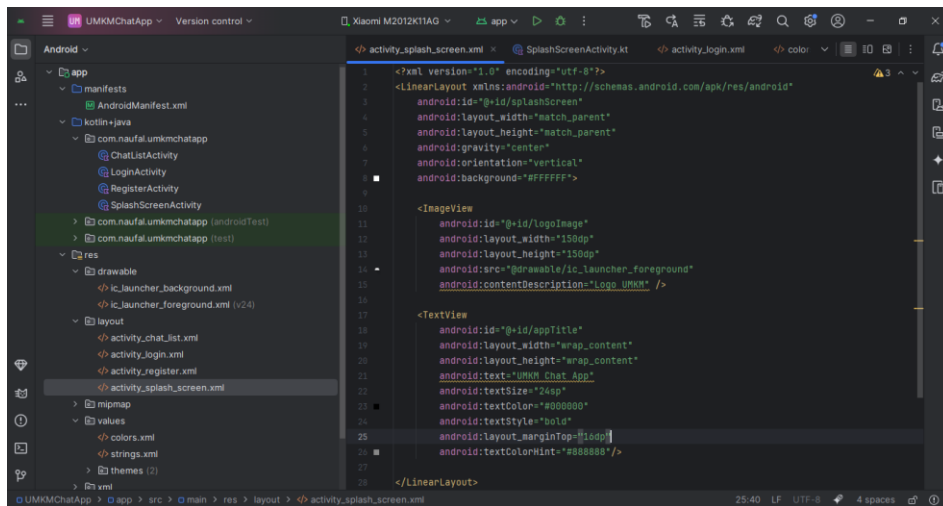 UM UMKMChatApp Version control Xiaomi M2012K11AG app
Android
activity_splash_screen.xml SplashScreenActivity.kt activity_login.xml color
app
manifests
AndroidManifest.xml
kotlin+java
com.naufal.umkmchatapp
ChatListActivity
LoginActivity
RegisterActivity
SplashScreenActivity
com.naufal.umkmchatapp (androidTest)
com.naufal.umkmchatapp (test)
res
drawable
ic_launcher_background.xml
ic_launcher_foreground.xml (v24)
layout
activity_chat_list.xml
activity_login.xml
activity_register.xml
activity_splash_screen.xml
mipmap
values
colors.xml
strings.xml
themes (2)
xml
3
1 <?xml version="1.0" encoding="utf-8"?>
2 <LinearLayout xmlns:android="http://schemas.android.com/apk/res/android"
3 android:id="@+id/splashScreen"
4 android:layout_width="match_parent"
5 android:layout_height="match_parent"
6 android:gravity="center"
7 android:orientation="vertical"
8 android:background="#FFFFFF">
9
10 <ImageView
11 android:id="@+id/logoImage"
12 android:layout_width="150dp"
13 android:layout_height="150dp"
14 android:src="@drawable/ic_launcher_foreground"
15 android:contentDescription="Logo UMKM" />
16
17 <TextView
18 android:id="@+id/appTitle"
19 android:layout_width="wrap_content"
20 android:layout_height="wrap_content"
21 android:text="UMKM Chat App"
22 android:textSize="24sp"
23 android:textColor="#000000"
24 android:textStyle="bold"
25 android:layout_marginTop="16dp"
26 android:textColorHint="#888888"/>
27
28 </LinearLayout>
UMKMChatApp > app > src > main > res > layout > activity_splash_screen.xml 25:40 LF UTF-8 4 spaces